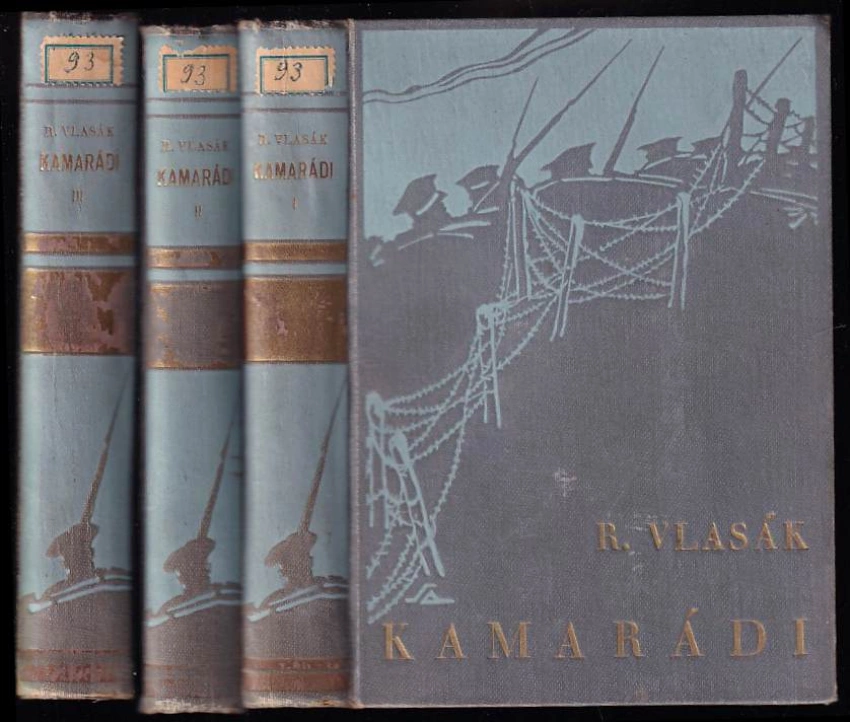 93
R. VLASÁK
KAMARÁDI
III
93
R. VLASÁK
KAMARÁDI
II
93
R. VLASÁK
KAMARÁDI
I
R. VLASÁK
KAMARÁDI